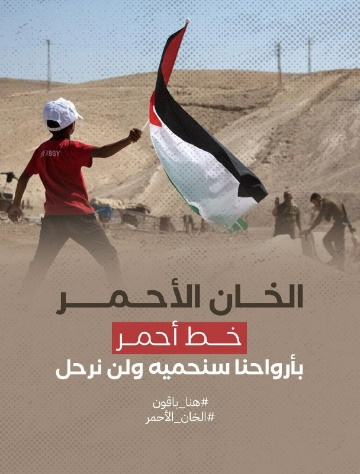 الخان الأحمر
خط أحمر
بأرواحنا سنحميه ولن نرحل
#هنا_باقون
#الخان_الأحمر